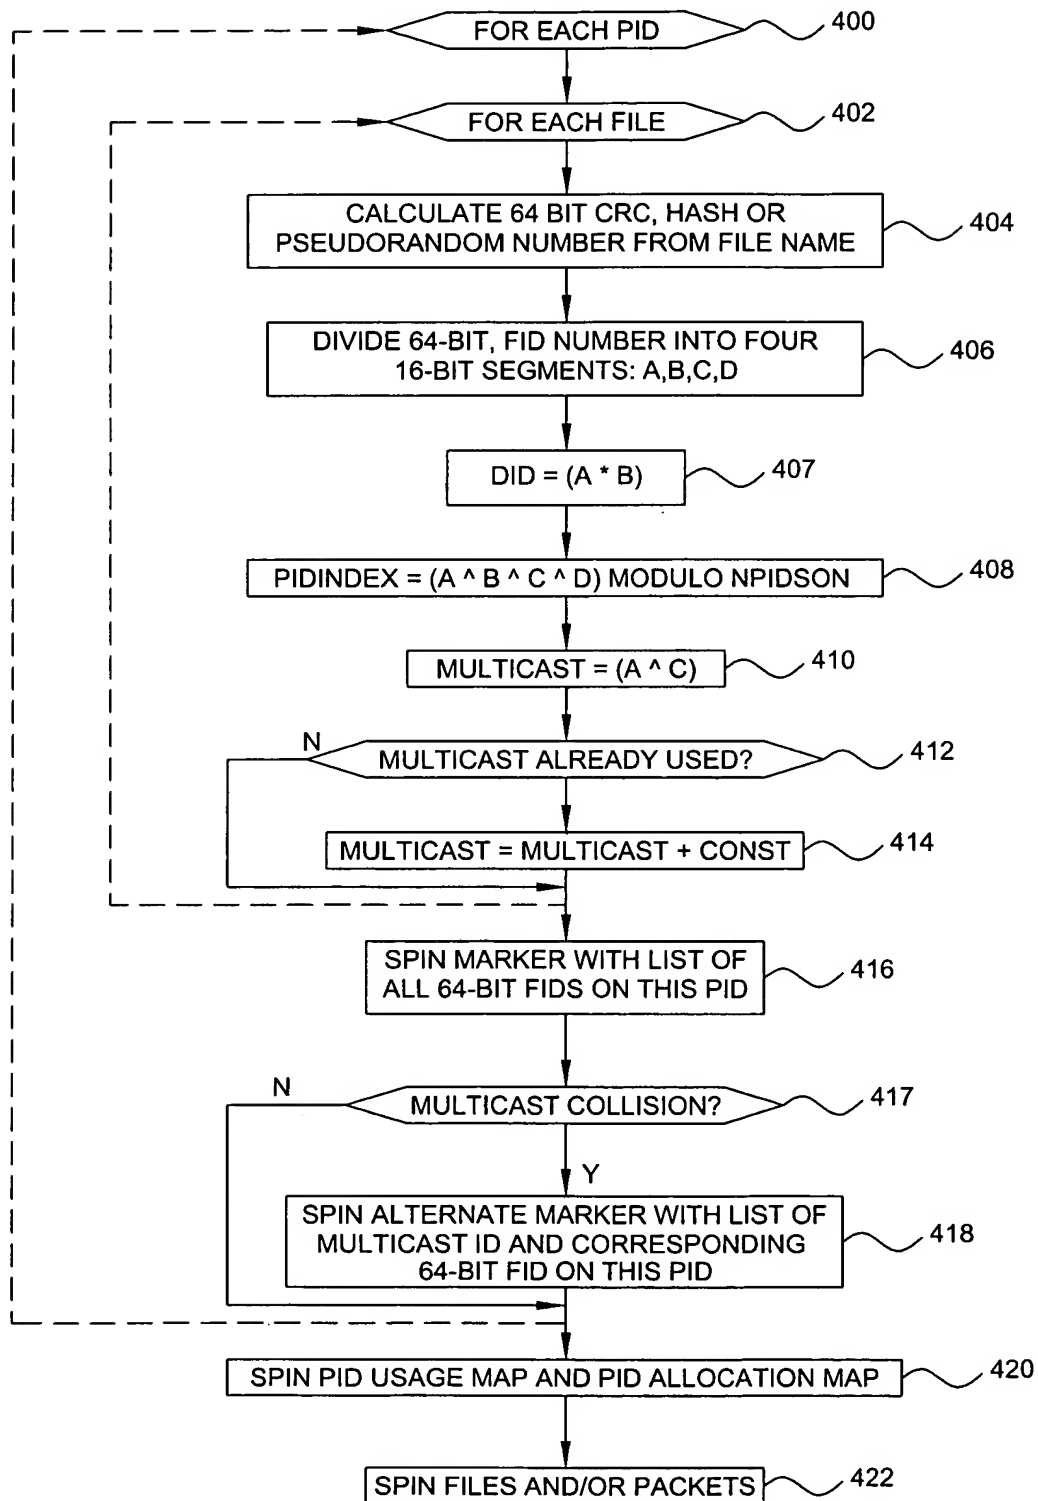 FOR EACH PID
400
FOR EACH FILE
402
CALCULATE 64 BIT CRC, HASH OR
PSEUDORANDOM NUMBER FROM FILE NAME
404
DIVIDE 64-BIT, FID NUMBER INTO FOUR
16-BIT SEGMENTS: A,B,C,D
406
DID = (A * B)
407
PIDINDEX = (A ^ B ^ C ^ D) MODULO NPIDSON
408
MULTICAST = (A ^ C)
410
N
MULTICAST ALREADY USED?
412
MULTICAST = MULTICAST + CONST
414
SPIN MARKER WITH LIST OF
ALL 64-BIT FIDS ON THIS PID
416
N
MULTICAST COLLISION?
417
Y
SPIN ALTERNATE MARKER WITH LIST OF
MULTICAST ID AND CORRESPONDING
64-BIT FID ON THIS PID
418
SPIN PID USAGE MAP AND PID ALLOCATION MAP
420
SPIN FILES AND/OR PACKETS
422